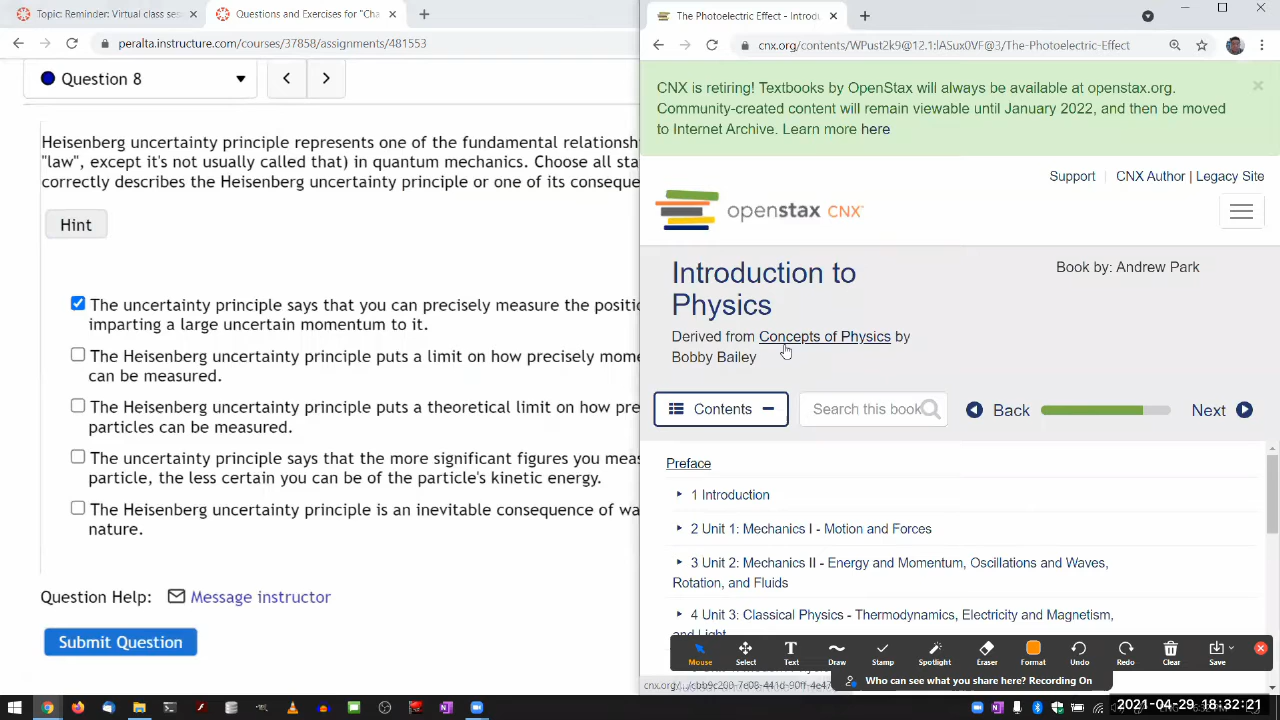 Topic: Reminder: Virtual class ses
Questions and Exercises for "Cha
The Photoelectric Effect - Introdu
peralta.instructure.com/courses/37858/assignments/481553
cnx.org/contents/WPust2k9@12.1:lASux0VF@3/The-Photoelectric-Effect
Question 8
Heisenberg uncertainty principle represents one of the fundamental relationsh
"law", except it's not usually called that) in quantum mechanics. Choose all sta
correctly describes the Heisenberg uncertainty principle or one of its conseque
Hint
The uncertainty principle says that you can precisely measure the positi
imparting a large uncertain momentum to it.
The Heisenberg uncertainty principle puts a limit on how precisely mome
can be measured.
The Heisenberg uncertainty principle puts a theoretical limit on how pre
particles can be measured.
The uncertainty principle says that the more significant figures you meas
particle, the less certain you can be of the particle's kinetic energy.
The Heisenberg uncertainty principle is an inevitable consequence of wa
nature.
Question Help: Message instructor
Submit Question
CNX is retiring! Textbooks by OpenStax will always be available at openstax.org.
Community-created content will remain viewable until January 2022, and then be moved
to Internet Archive. Learn more here
Support | CNX Author | Legacy Site
openstax CNX
Introduction to
Physics
Book by: Andrew Park
Derived from Concepts of Physics by
Bobby Bailey
Contents
Search this book
Back
Next
Preface
1 Introduction
2 Unit 1: Mechanics I - Motion and Forces
3 Unit 2: Mechanics II - Energy and Momentum, Oscillations and Waves,
Rotation, and Fluids
4 Unit 3: Classical Physics - Thermodynamics, Electricity and Magnetism,
and Light
Mouse Select Text Draw Stamp Spotlight Eraser Format Undo Redo Clear Save
Who can see what you share here? Recording On
2021-04-29 18:32:21